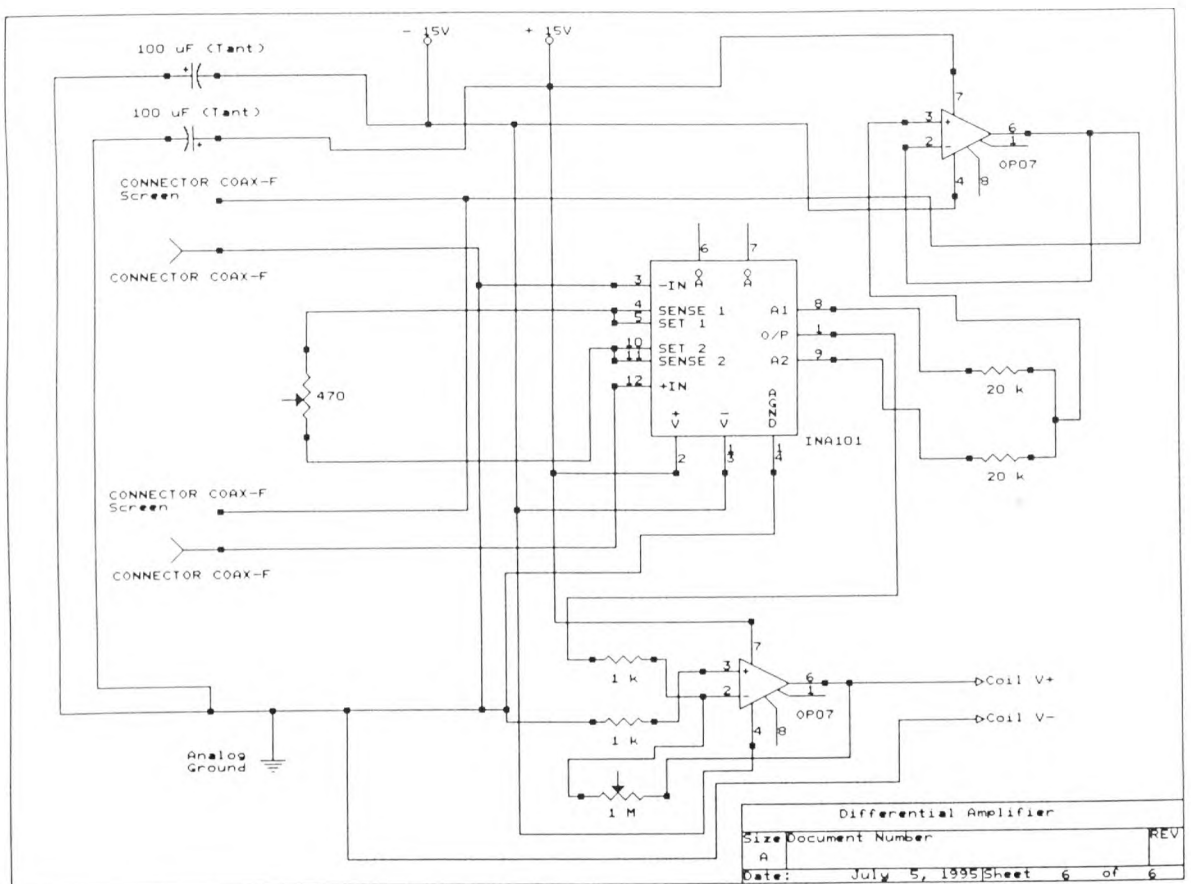 - 15V
+ 15V
100 uF (Tant)
+
100 uF (Tant)
+
CONNECTOR COAX-F
Screen
CONNECTOR COAX-F
7
3
+
2
-
6
1
OP07
4
8
6
7
OA
OA
3
-IN
4
SENSE 1
5
SET 1
10
SET 2
11
SENSE 2
12
+IN
A1
8
O/P
1
A2
9
+V
-V
AGND
2
13
14
INA101
470
20 k
20 k
CONNECTOR COAX-F
Screen
CONNECTOR COAX-F
1 k
1 k
1 M
7
3
+
2
-
6
1
OP07
4
8
Coil V+
Coil V-
Analog
Ground
Differential Amplifier
Size
Document Number
REV
A
Date: July 5, 1995
Sheet 6 of 6